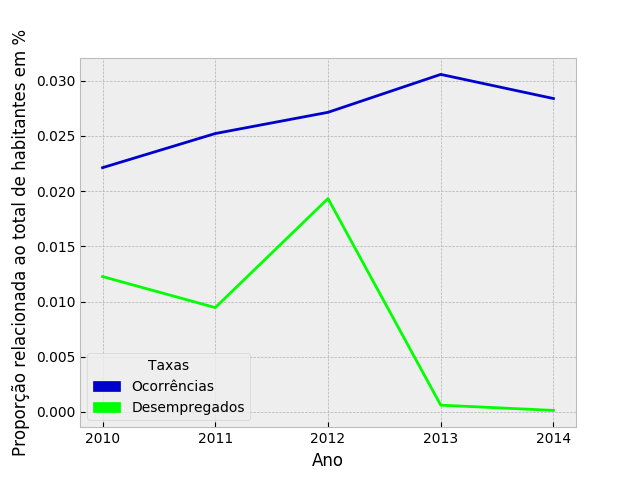 Proporção relacionada ao total de habitantes em %
0.030
0.025
0.020
0.015
0.010
0.005
0.000
Taxas
Ocorrências
Desempregados
2010 2011 2012 2013 2014
Ano